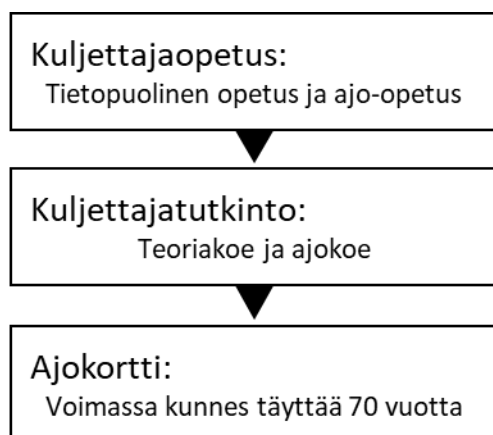 Kuljettajaopetus:
Tietopuolinen opetus ja ajo-opetus
Kuljettajatutkinto:
Teoriakoe ja ajokoe
Ajokortti:
Voimassa kunnes täyttää 70 vuotta